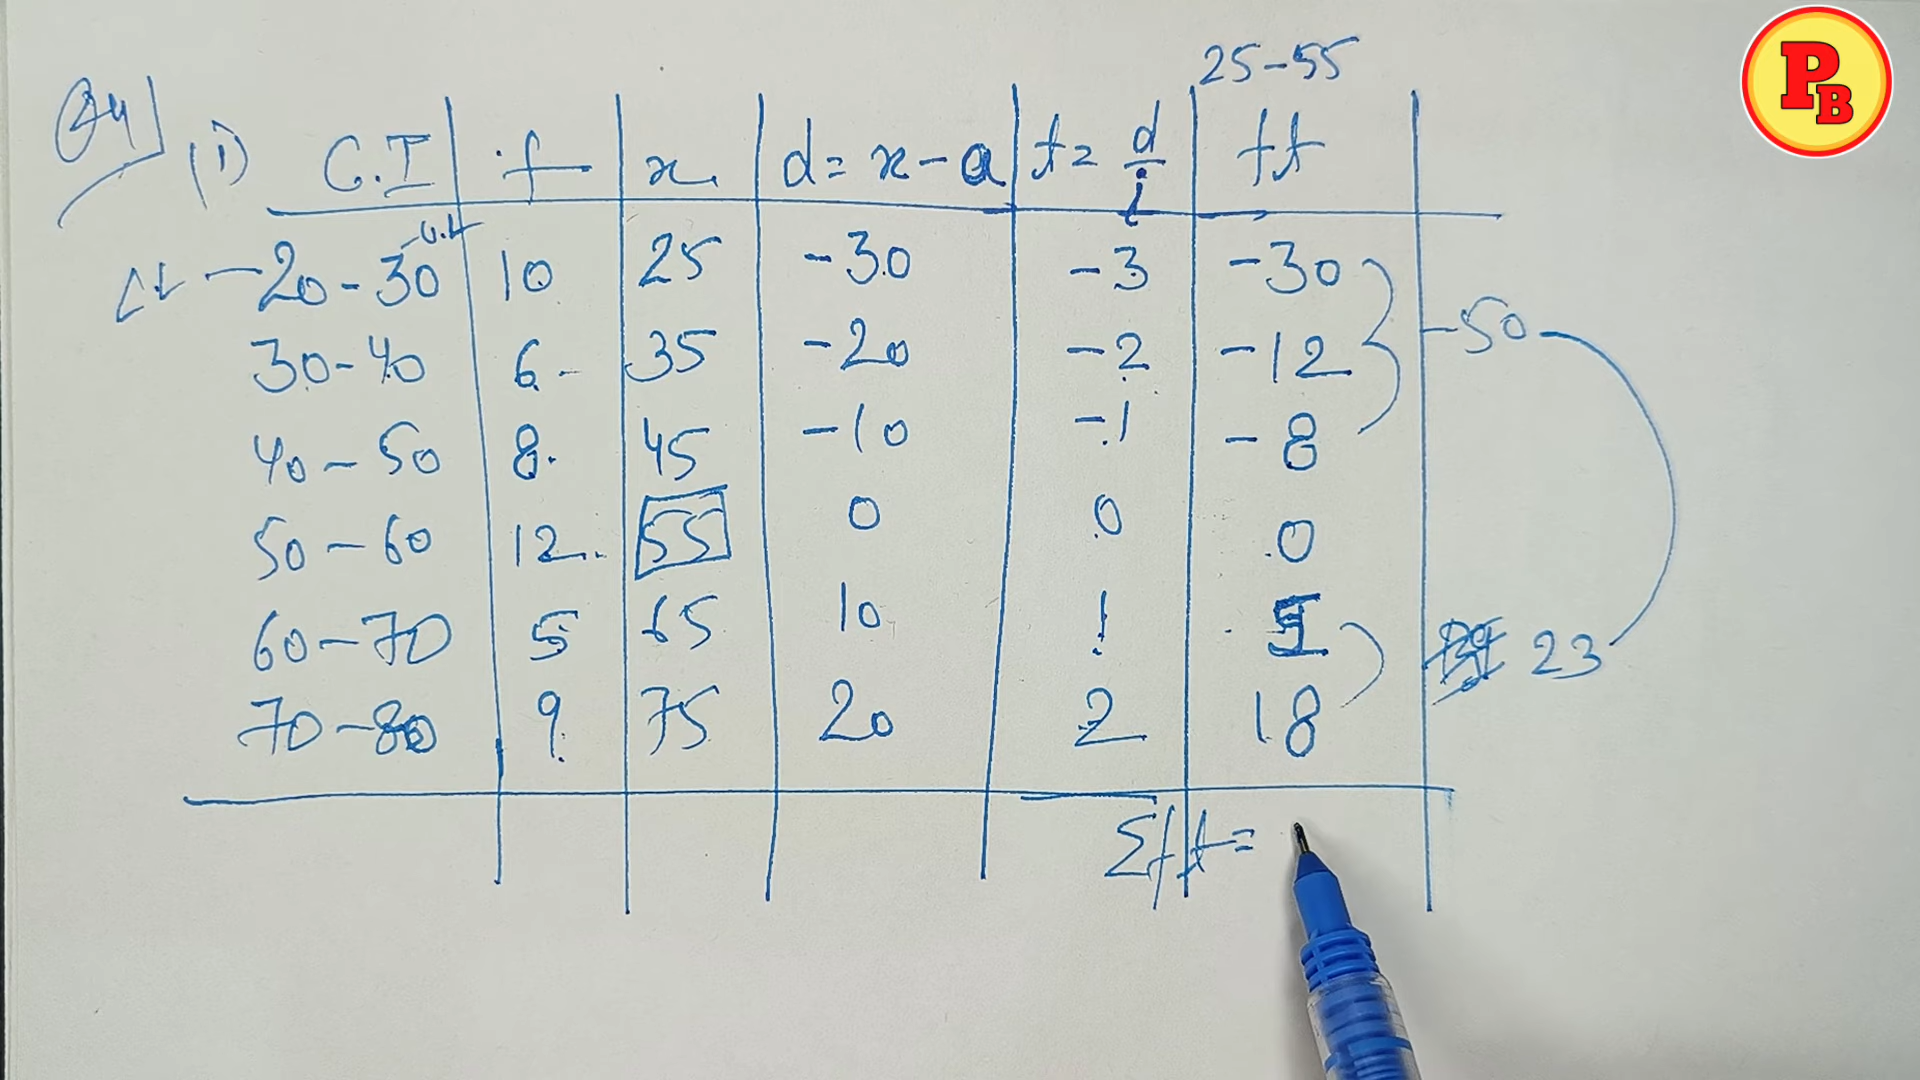 25-55
Q4] (i) C.I f x d = x - a t = d/i ft
L.L - 20-30 -U.L 10 25 -30 -3 -30
30-40 6 35 -20 -2 -12 -50
40-50 8 45 -10 -1 -8
50-60 12 55 0 0 0
60-70 5 65 10 1 5 23
70-80 9 75 20 2 18
Σft =
PB